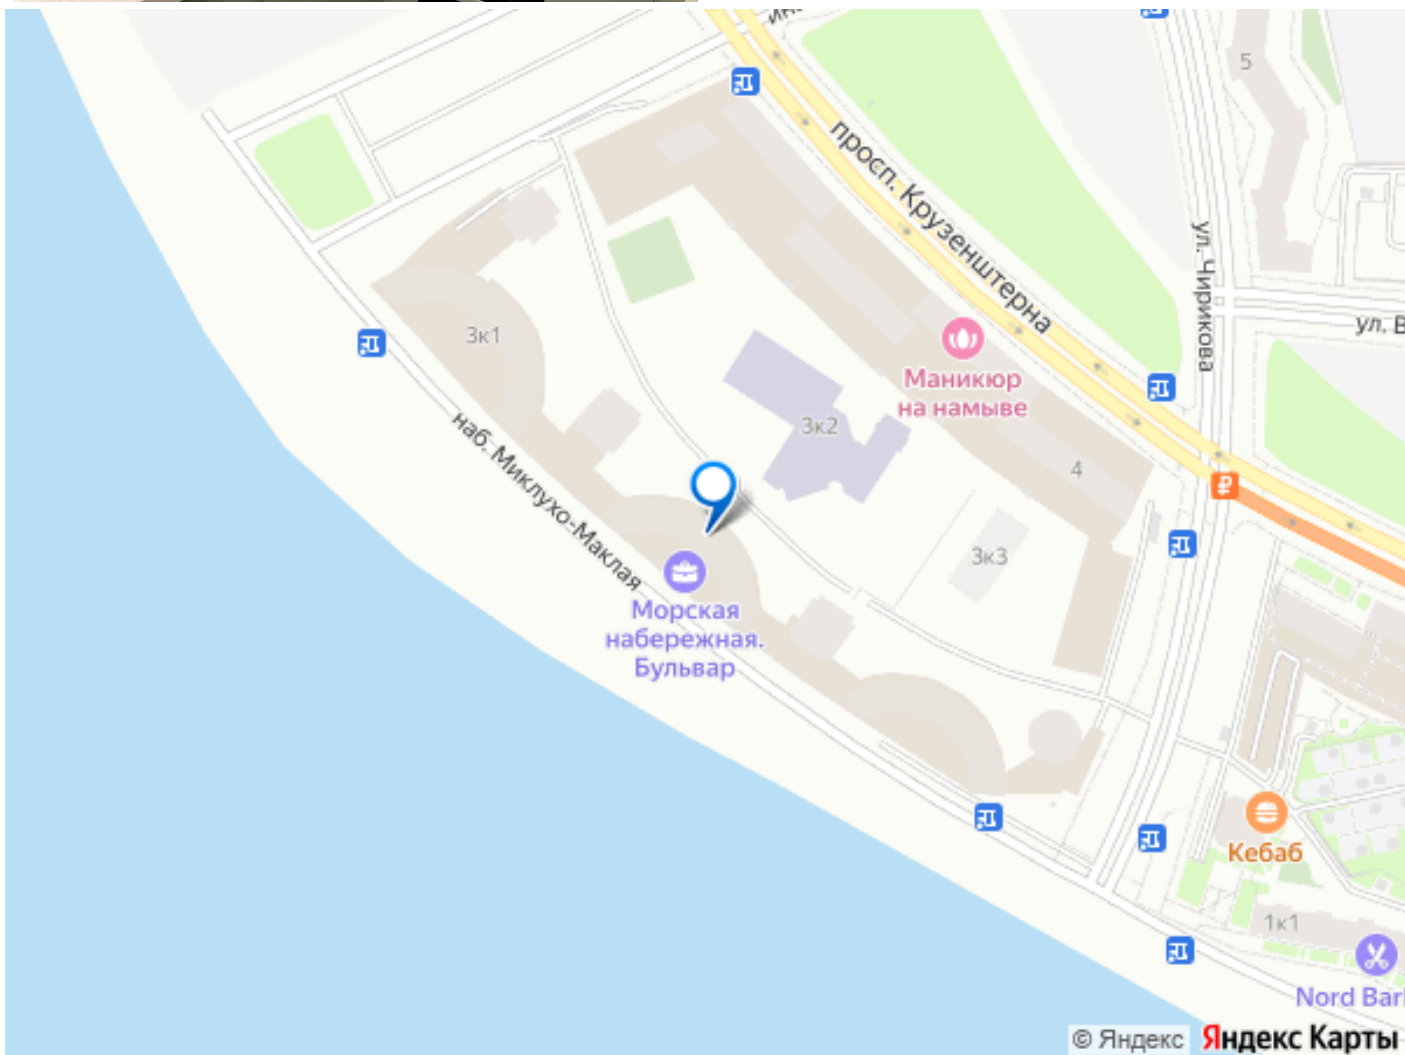 5
просп. Крузенштерна
ул. Чирикова
ул. В
3к1
Маникюр
на намыве
3к2
наб. Миклухо-Маклая
4
3к3
Морская
набережная.
Бульвар
Кебаб
1к1
Nord Bar
© Яндекс Яндекс Карты